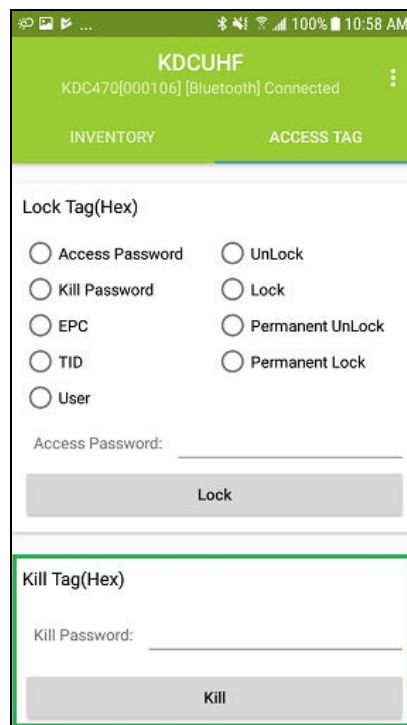 ... 100% 10:58 AM
KDCUHF
KDC470[000106] [Bluetooth] Connected
INVENTORY ACCESS TAG
Lock Tag(Hex)
Access Password UnLock
Kill Password Lock
EPC Permanent UnLock
TID Permanent Lock
User
Access Password:
Lock
Kill Tag(Hex)
Kill Password:
Kill